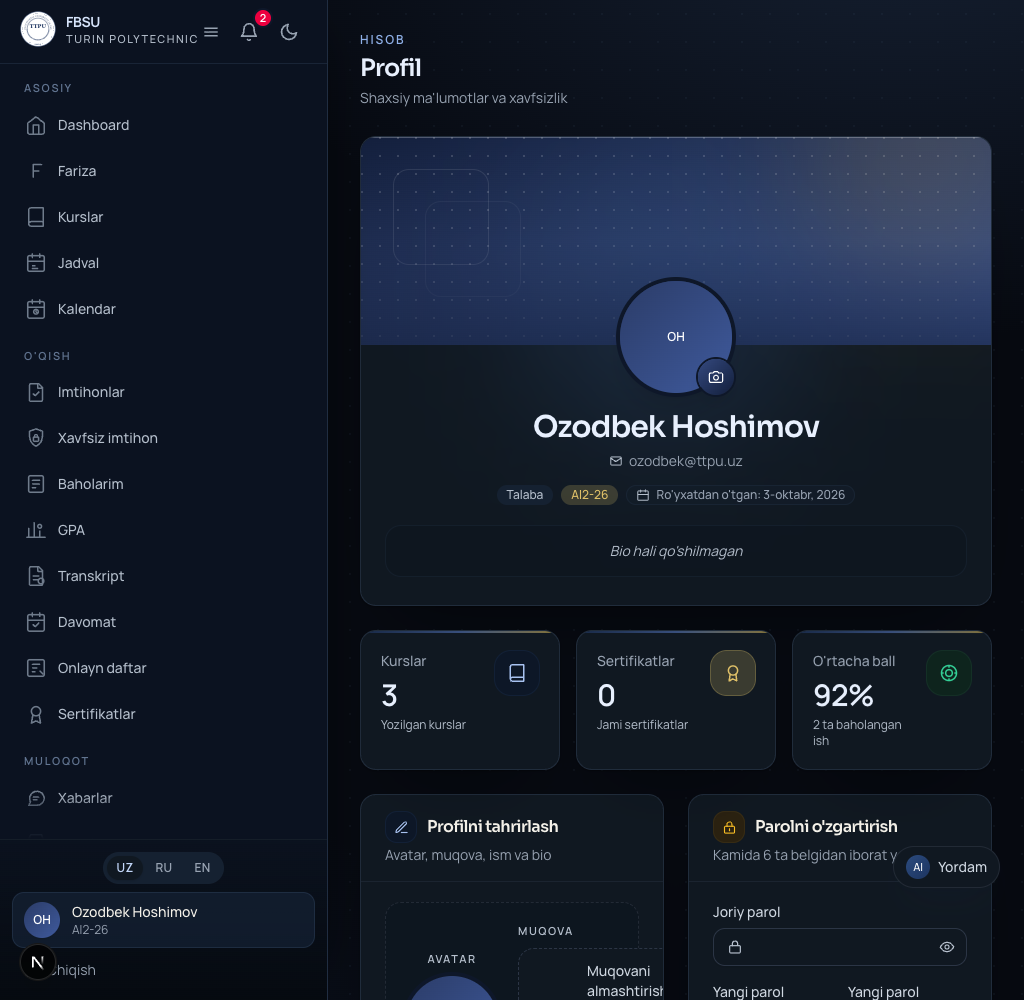 TTPU
FBSU
TURIN POLYTECHNIC
2
ASOSIY
Dashboard
F
Fariza
Kurslar
Jadval
Kalendar
O'QISH
Imtihonlar
Xavfsiz imtihon
Baholarim
GPA
Transkript
Davomat
Onlayn daftar
Sertifikatlar
MULOQOT
Xabarlar
UZ RU EN
OH
Ozodbek Hoshimov
AI2-26
N
hiqish
HISOB
Profil
Shaxsiy ma'lumotlar va xavfsizlik
OH
Ozodbek Hoshimov
ozodbek@ttpu.uz
Talaba AI2-26 Ro'yxatdan o'tgan: 3-oktabr, 2026
Bio hali qo'shilmagan
Kurslar
3
Yozilgan kurslar
Sertifikatlar
0
Jami sertifikatlar
O'rtacha ball
92%
2 ta baholangan
ish
Profilni tahrirlash
Avatar, muqova, ism va bio
MUQOVA
AVATAR
Muqovani
almashtirish
Parolni o'zgartirish
Kamida 6 ta belgidan iborat y
AI Yordam
Joriy parol
Yangi parol Yangi parol